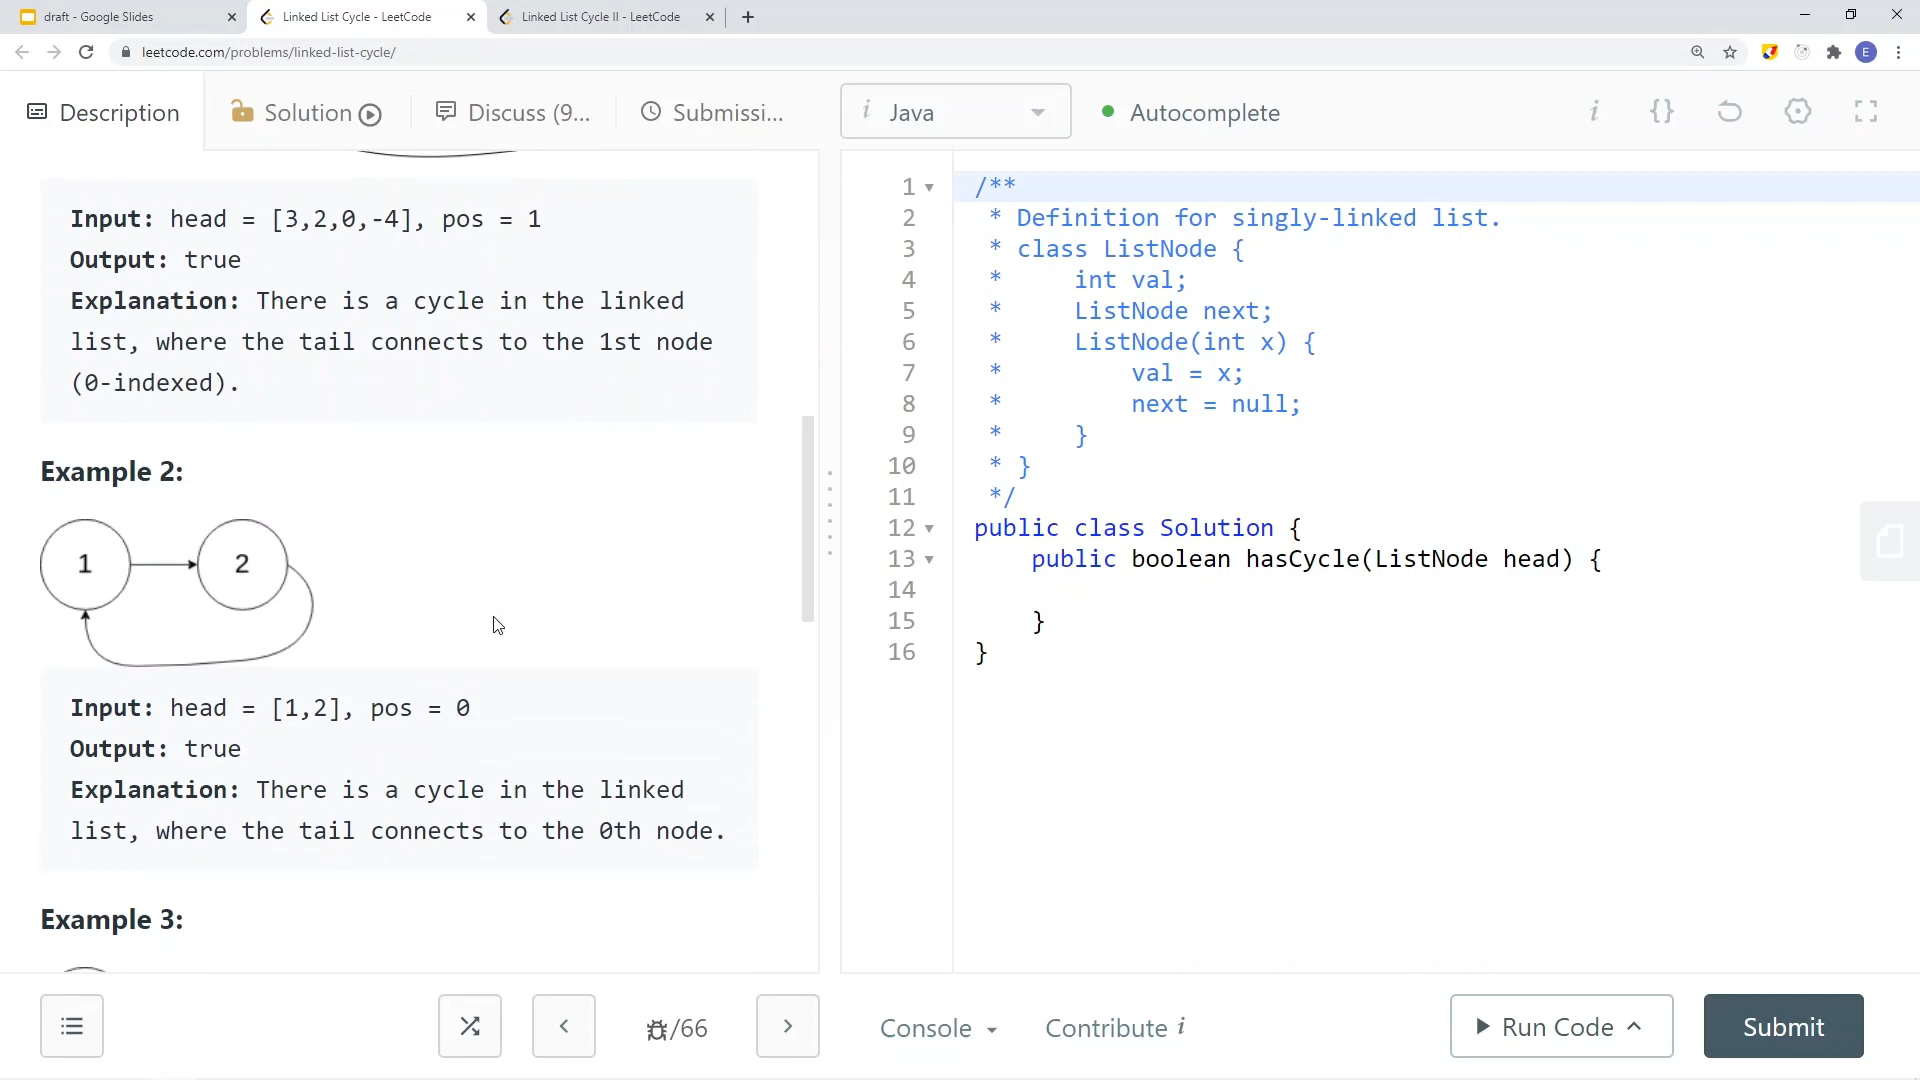 draft - Google Slides
Linked List Cycle - LeetCode
Linked List Cycle II - LeetCode
leetcode.com/problems/linked-list-cycle/
E
Description
Solution
Discuss (9...
Submissi...
i Java
Autocomplete
i {}
Input: head = [3,2,0,-4], pos = 1
Output: true
Explanation: There is a cycle in the linked
list, where the tail connects to the 1st node
(0-indexed).
Example 2:
1 2
Input: head = [1,2], pos = 0
Output: true
Explanation: There is a cycle in the linked
list, where the tail connects to the 0th node.
Example 3:
1 /**
2 * Definition for singly-linked list.
3 * class ListNode {
4 * int val;
5 * ListNode next;
6 * ListNode(int x) {
7 * val = x;
8 * next = null;
9 * }
10 * }
11 */
12 public class Solution {
13 public boolean hasCycle(ListNode head) {
14
15 }
16 }
/66
Console
Contribute i
Run Code
Submit